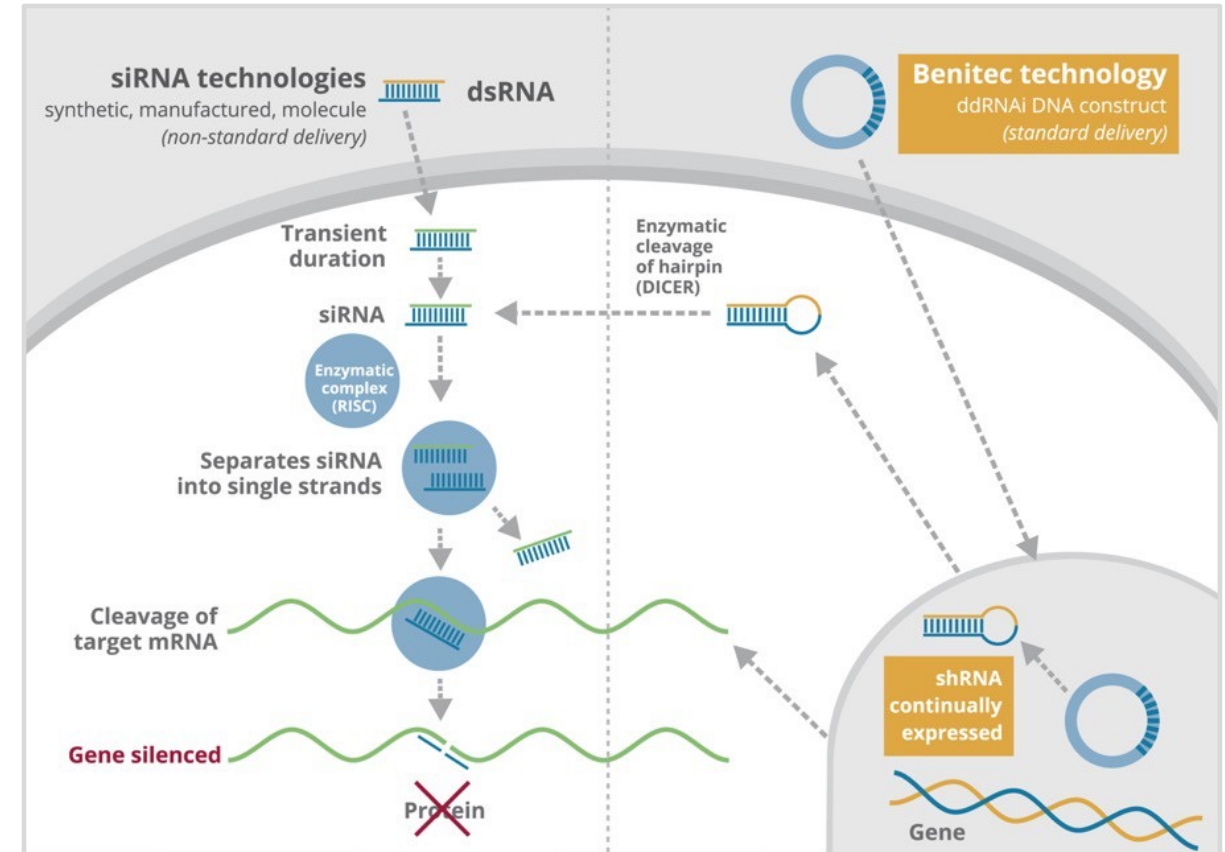 siRNA technologies
synthetic, manufactured, molecule
(non-standard delivery)
dsRNA
Benitec technology
ddRNAi DNA construct
(standard delivery)
Transient
duration
Enzymatic
cleavage
of hairpin
(DICER)
siRNA
Enzymatic
complex
(RISC)
Separates siRNA
into single strands
Cleavage of
target mRNA
shRNA
continually
expressed
Gene silenced
Protein
Gene